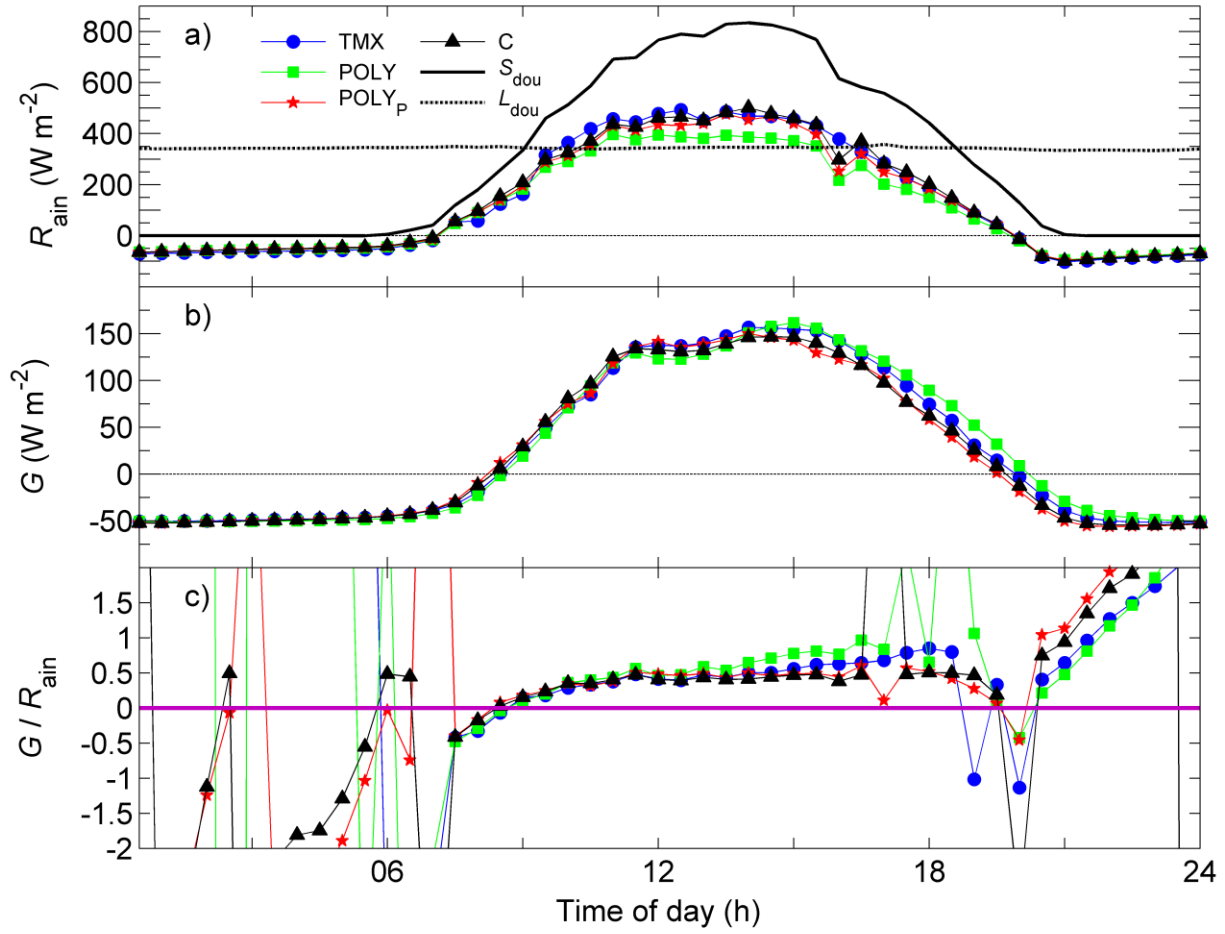 a)
TMX
POLY
POLY_P
C
S_dou
L_dou
R_ain (W m⁻²)
800
600
400
200
0
b)
G (W m⁻²)
150
100
50
0
-50
c)
G / R_ain
1.5
1
0.5
0
-0.5
-1
-1.5
-2
06 12 18 24
Time of day (h)